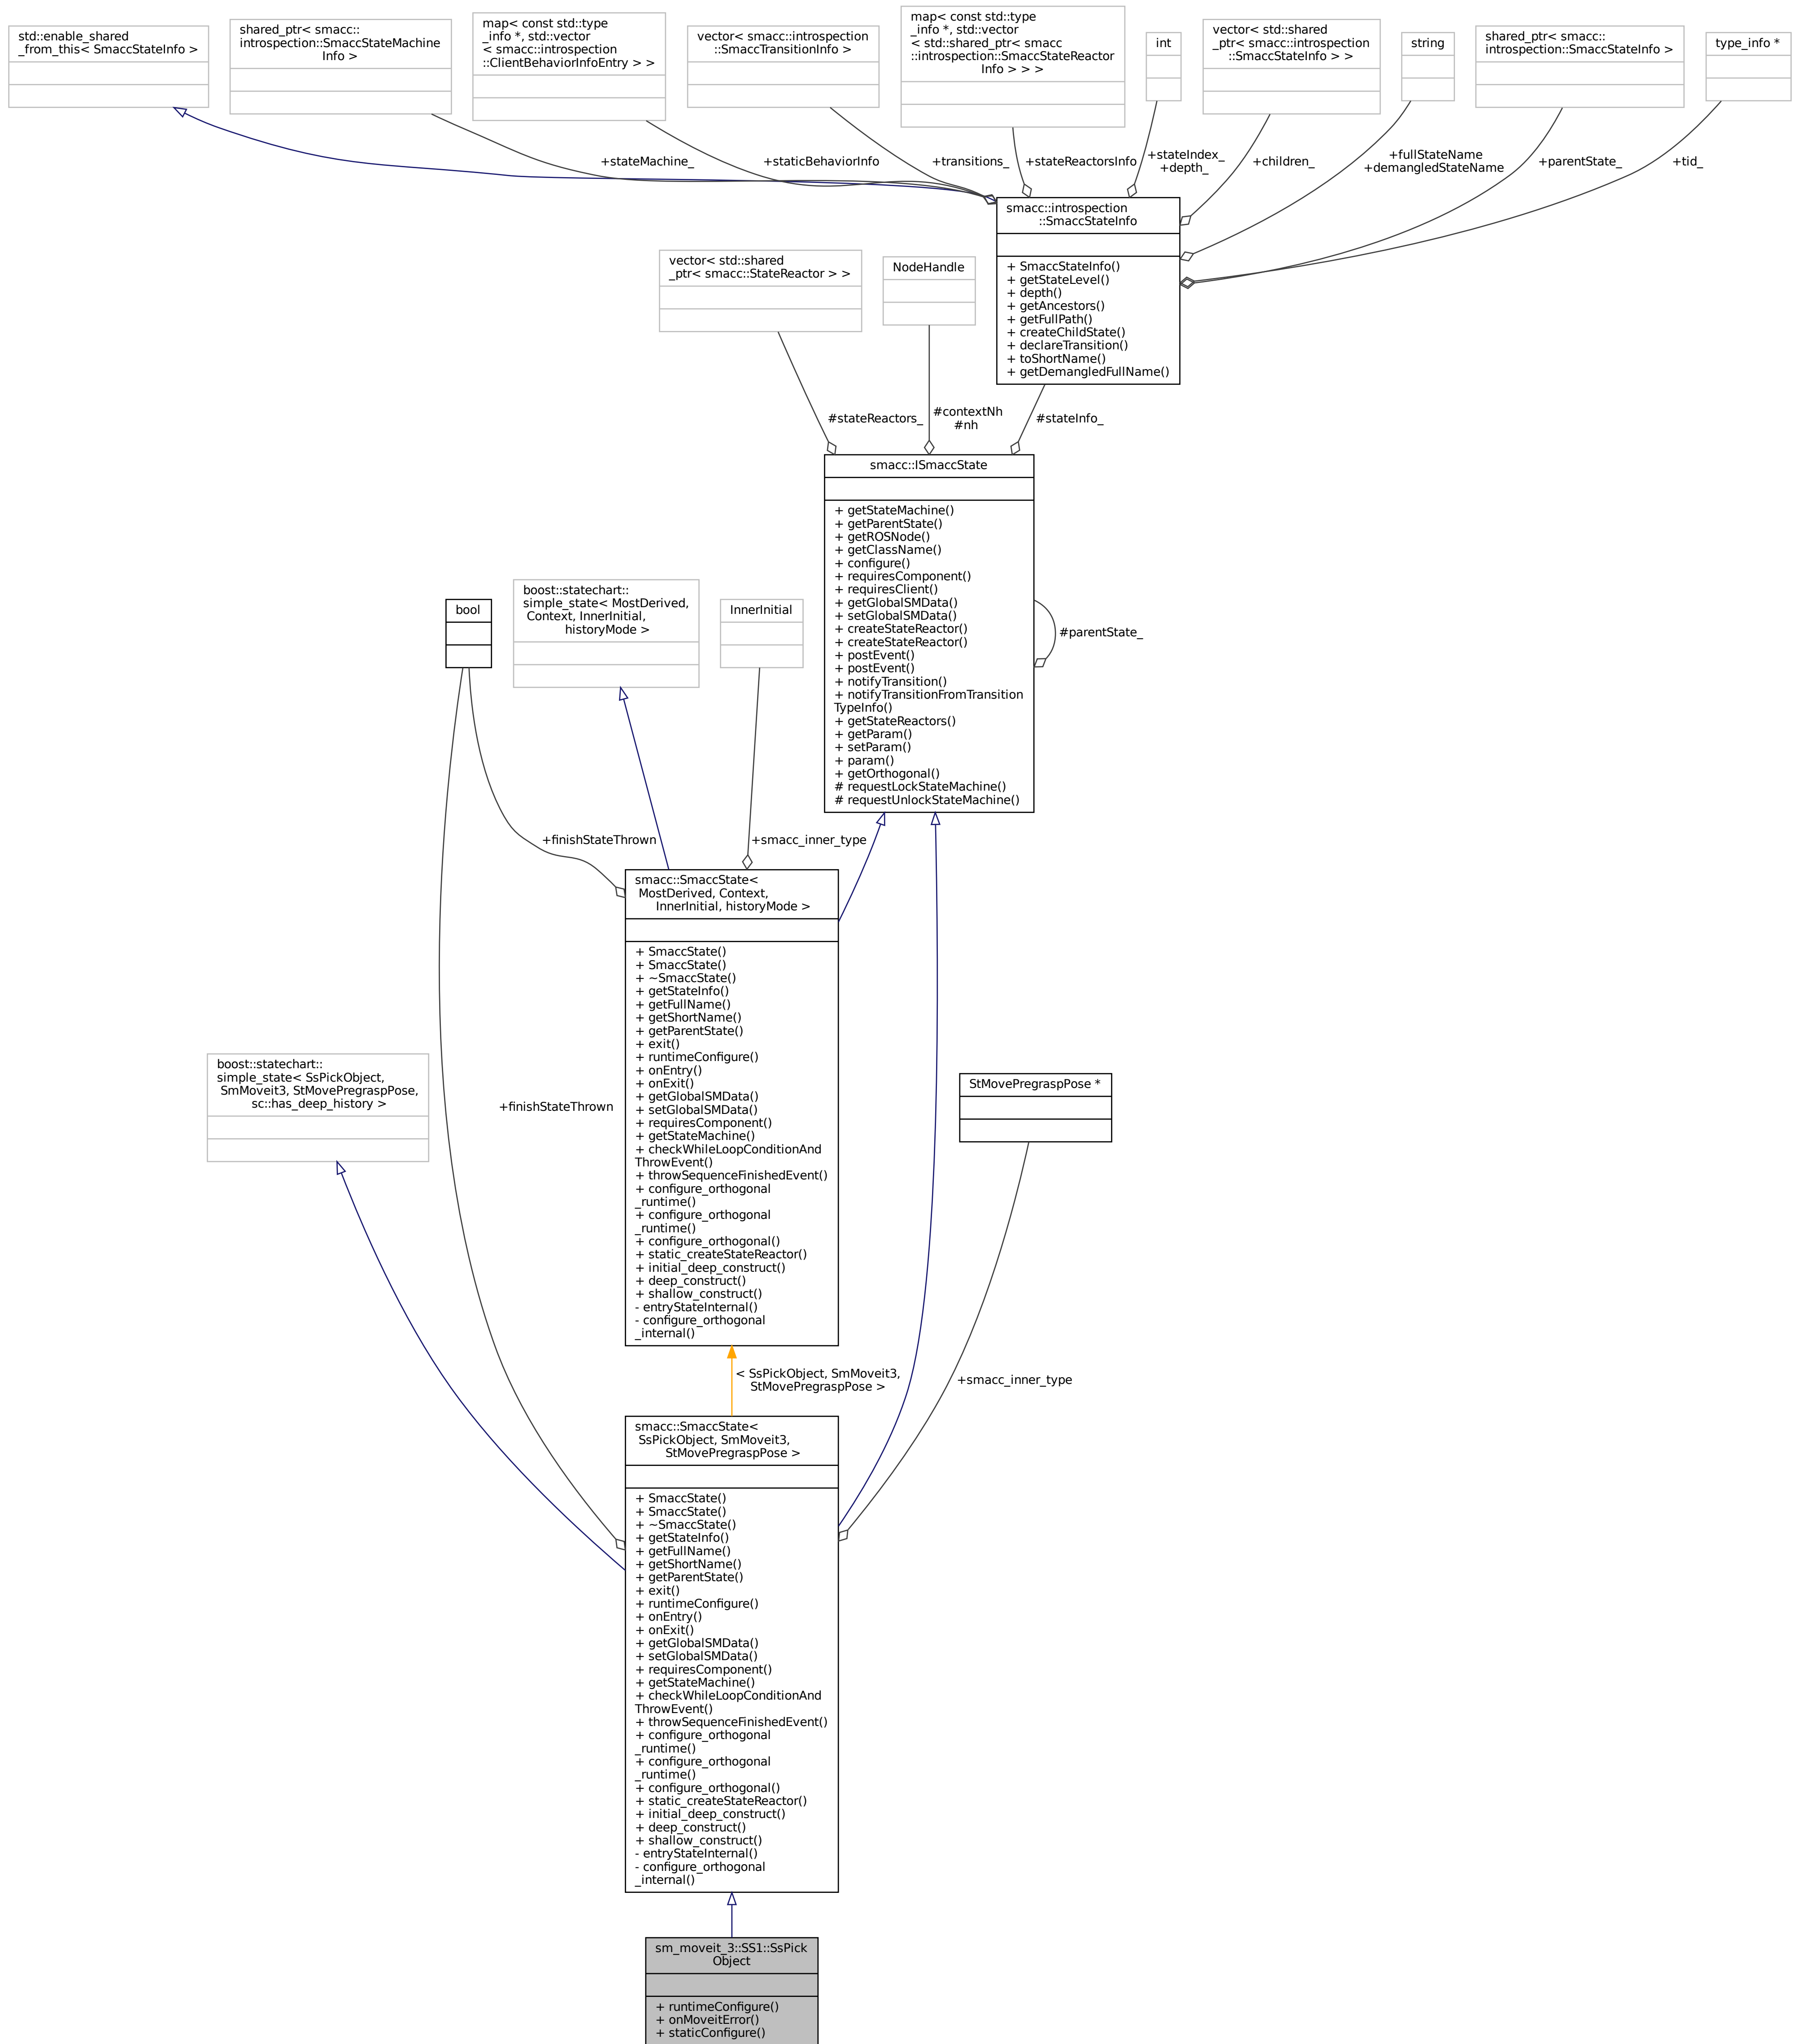 std::enable_shared
_from_this< SmaccStateInfo >
shared_ptr< smacc::
introspection::SmaccStateMachine
Info >
map< const std::type
_info *, std::vector
< smacc::introspection
::ClientBehaviorInfoEntry > >
vector< smacc::introspection
::SmaccTransitionInfo >
map< const std::type
_info *, std::vector
< std::shared_ptr< smacc
::introspection::SmaccStateReactor
Info > > >
int
vector< std::shared
_ptr< smacc::introspection
::SmaccStateInfo > >
string
shared_ptr< smacc::
introspection::SmaccStateInfo >
type_info *
+stateMachine_
+staticBehaviorInfo
+transitions_
+stateReactorsInfo
+stateIndex_
+depth_
+children_
+fullStateName
+demangledStateName
+parentState_
+tid_
smacc::introspection
::SmaccStateInfo
+ SmaccStateInfo()
+ getStateLevel()
+ depth()
+ getAncestors()
+ getFullPath()
+ createChildState()
+ declareTransition()
+ toShortName()
+ getDemangledFullName()
vector< std::shared
_ptr< smacc::StateReactor > >
NodeHandle
#stateReactors_
#contextNh
#nh
#stateInfo_
smacc::ISmaccState
+ getStateMachine()
+ getParentState()
+ getROSNode()
+ getClassName()
+ configure()
+ requiresComponent()
+ requiresClient()
+ getGlobalSMData()
+ setGlobalSMData()
+ createStateReactor()
+ createStateReactor()
+ postEvent()
+ postEvent()
+ notifyTransition()
+ notifyTransitionFromTransition
TypeInfo()
+ getStateReactors()
+ getParam()
+ setParam()
+ param()
+ getOrthogonal()
# requestLockStateMachine()
# requestUnlockStateMachine()
#parentState_
bool
boost::statechart::
simple_state< MostDerived,
Context, InnerInitial,
historyMode >
InnerInitial
+finishStateThrown
+smacc_inner_type
smacc::SmaccState<
MostDerived, Context,
InnerInitial, historyMode >
+ SmaccState()
+ SmaccState()
+ ~SmaccState()
+ getStateInfo()
+ getFullName()
+ getShortName()
+ getParentState()
+ exit()
+ runtimeConfigure()
+ onEntry()
+ onExit()
+ getGlobalSMData()
+ setGlobalSMData()
+ requiresComponent()
+ getStateMachine()
+ checkWhileLoopConditionAnd
ThrowEvent()
+ throwSequenceFinishedEvent()
+ configure_orthogonal
_runtime()
+ configure_orthogonal
_runtime()
+ configure_orthogonal()
+ static_createStateReactor()
+ initial_deep_construct()
+ deep_construct()
+ shallow_construct()
- entryStateInternal()
- configure_orthogonal
_internal()
boost::statechart::
simple_state< SsPickObject,
SmMoveit3, StMovePregraspPose,
sc::has_deep_history >
+finishStateThrown
StMovePregraspPose *
< SsPickObject, SmMoveit3,
StMovePregraspPose >
+smacc_inner_type
smacc::SmaccState<
SsPickObject, SmMoveit3,
StMovePregraspPose >
+ SmaccState()
+ SmaccState()
+ ~SmaccState()
+ getStateInfo()
+ getFullName()
+ getShortName()
+ getParentState()
+ exit()
+ runtimeConfigure()
+ onEntry()
+ onExit()
+ getGlobalSMData()
+ setGlobalSMData()
+ requiresComponent()
+ getStateMachine()
+ checkWhileLoopConditionAnd
ThrowEvent()
+ throwSequenceFinishedEvent()
+ configure_orthogonal
_runtime()
+ configure_orthogonal
_runtime()
+ configure_orthogonal()
+ static_createStateReactor()
+ initial_deep_construct()
+ deep_construct()
+ shallow_construct()
- entryStateInternal()
- configure_orthogonal
_internal()
sm_moveit_3::SS1::SsPick
Object
+ runtimeConfigure()
+ onMoveitError()
+ staticConfigure()